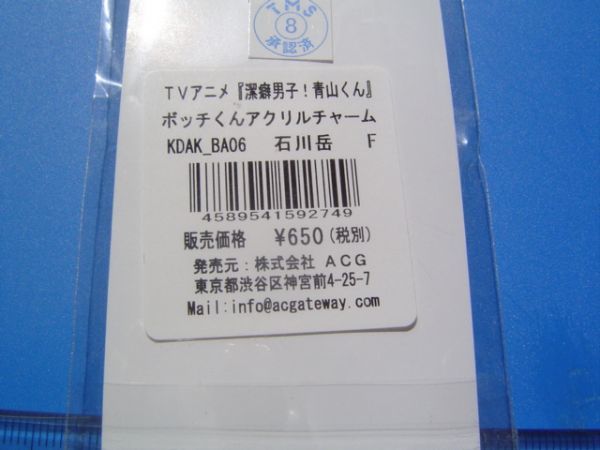 TMS
8
承認済
TVアニメ『潔癖男子!青山くん』
ボッチくんアクリルチャーム
KDAK_BA06 石川岳 F
4589541592749
販売価格 ¥650(税別)
発売元:株式会社 ACG
東京都渋谷区神宮前4-25-7
Mail:info@acgateway.com